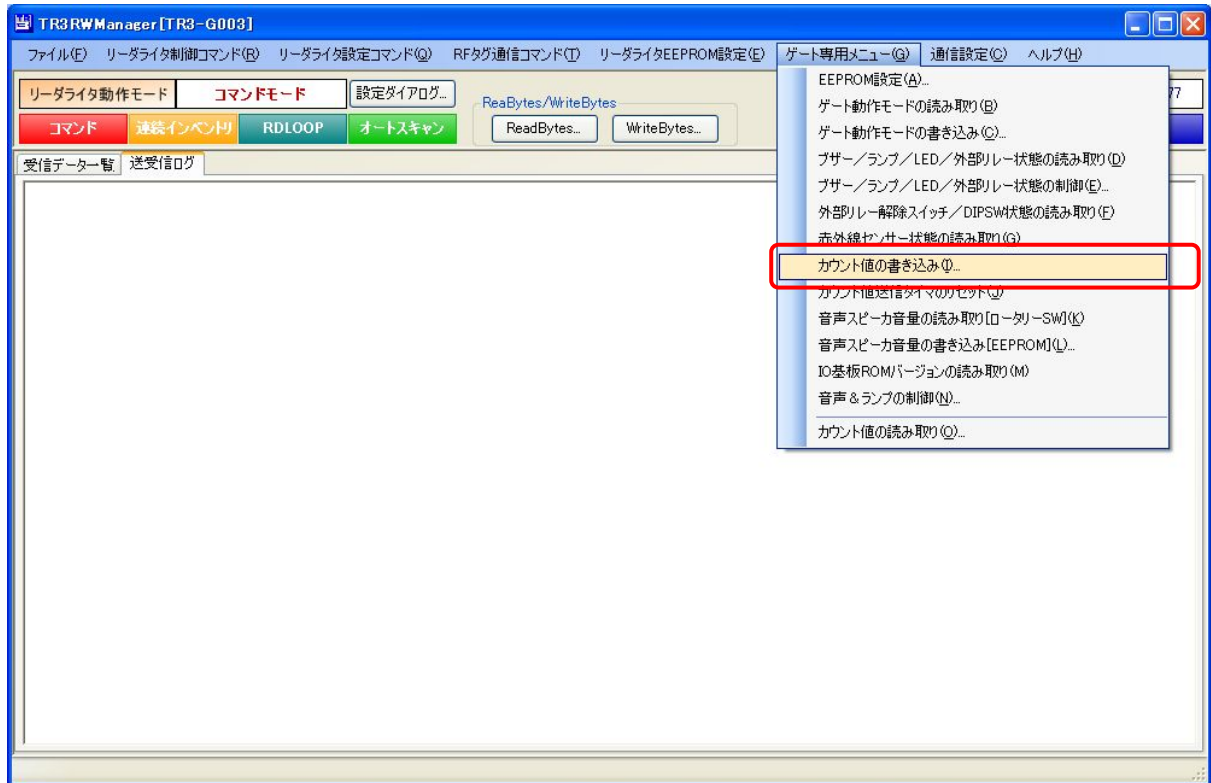 TR3RWManager[TR3-G003]
ファイル(F) リーダライタ制御コマンド(R) リーダライタ設定コマンド(Q) RFタグ通信コマンド(T) リーダライタEEPROM設定(E) ゲート専用メニュー(G) 通信設定(C) ヘルプ(H)
リーダライタ動作モード コマンドモード 設定ダイアログ... ReaBytes/WriteBytes 77
コマンド 連続インベントリ RDLOOP オートスキャン ReadBytes... WriteBytes...
受信データ一覧 送受信ログ
EEPROM設定(A)...
ゲート動作モードの読み取り(B)
ゲート動作モードの書き込み(C)...
ブザー/ランプ/LED/外部リレー状態の読み取り(D)
ブザー/ランプ/LED/外部リレー状態の制御(E)...
外部リレー解除スイッチ/DIPSW状態の読み取り(F)
赤外線センサー状態の読み取り(G)
カウント値の書き込み(I)...
カウント値送信タイマのリセット(J)
音声スピーカ音量の読み取り[ロータリーSW](K)
音声スピーカ音量の書き込み[EEPROM](L)...
IO基板ROMバージョンの読み取り(M)
音声&ランプの制御(N)...
カウント値の読み取り(O)...